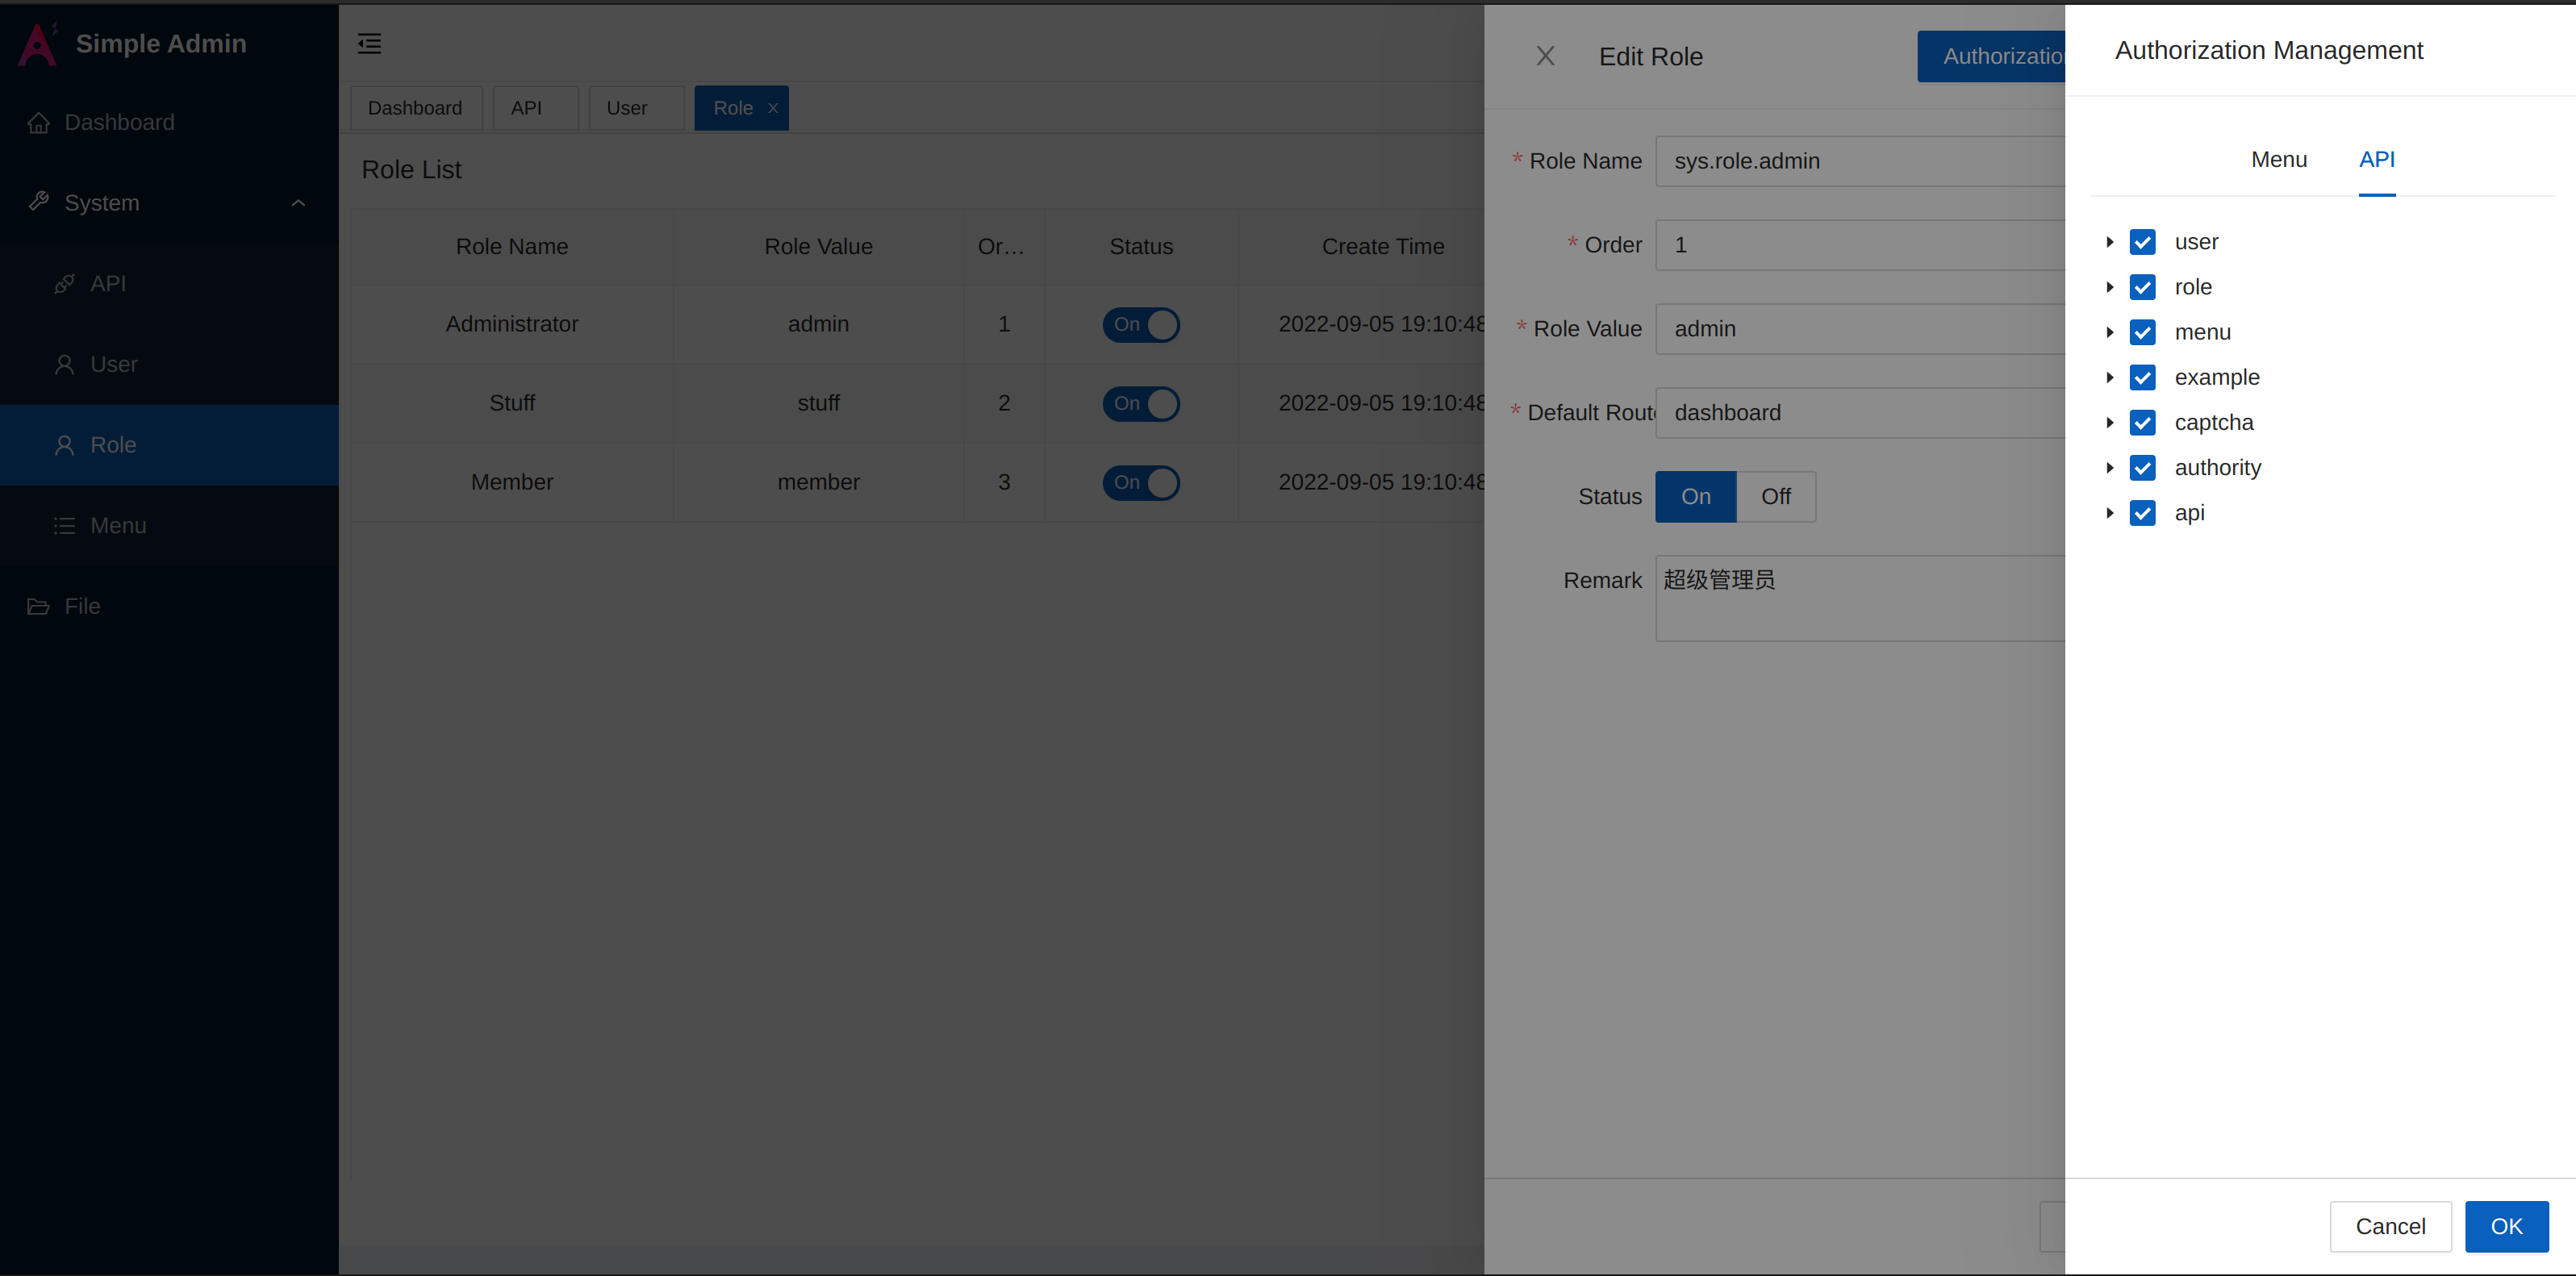 Simple Admin
Dashboard
System
API
User
Role
Menu
File
Dashboard
API
User
Role
Role List
Role Name Role Value Or... Status Create Time
Administrator admin 1 On 2022-09-05 19:10:48
Stuff stuff 2 On 2022-09-05 19:10:48
Member member 3 On 2022-09-05 19:10:48
Edit Role
Authorization
* Role Name sys.role.admin
* Order 1
* Role Value admin
* Default Route dashboard
Status On Off
Remark 超级管理员
Authorization Management
Menu API
user
role
menu
example
captcha
authority
api
Cancel OK